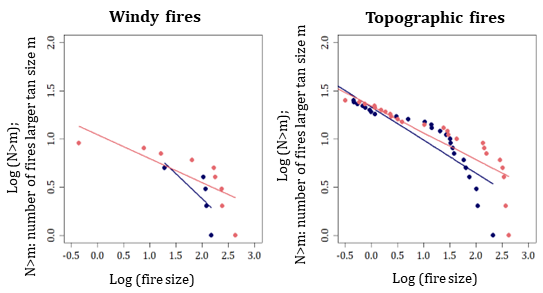 Windy fires
Topographic fires
Log (N>m);
N>m: number of fires larger tan size m
2.0
1.5
1.0
0.5
0.0
-0.5 0.0 0.5 1.0 1.5 2.0 2.5 3.0
Log (fire size)
Log (N>m);
N>m: number of fires larger tan size m
2.0
1.5
1.0
0.5
0.0
-0.5 0.0 0.5 1.0 1.5 2.0 2.5 3.0
Log (fire size)